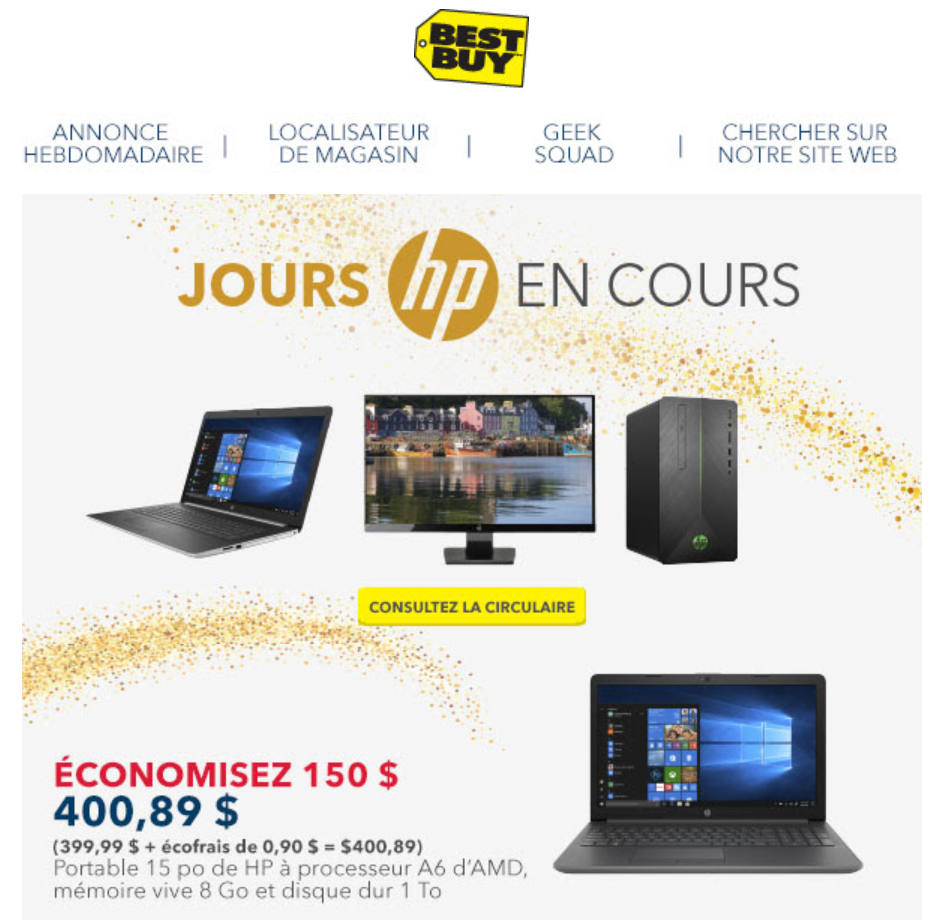 BEST
BUY
ANNONCE
HEBDOMADAIRE
LOCALISATEUR
DE MAGASIN
GEEK
SQUAD
CHERCHER SUR
NOTRE SITE WEB
JOURS hp EN COURS
CONSULTEZ LA CIRCULAIRE
ÉCONOMISEZ 150 $
400,89 $
(399,99 $ + écofrais de 0,90 $ = $400,89)
Portable 15 po de HP à processeur A6 d’AMD,
mémoire vive 8 Go et disque dur 1 To